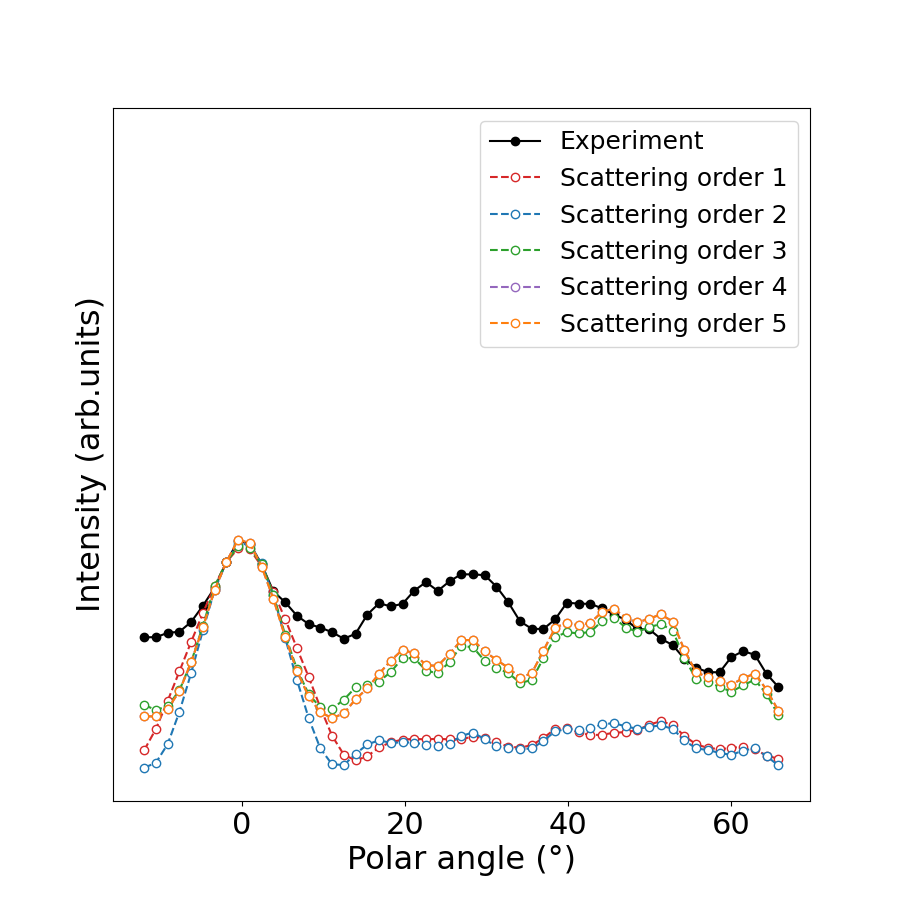 Experiment
Scattering order 1
Scattering order 2
Scattering order 3
Scattering order 4
Scattering order 5
Intensity (arb.units)
0 20 40 60
Polar angle (°)